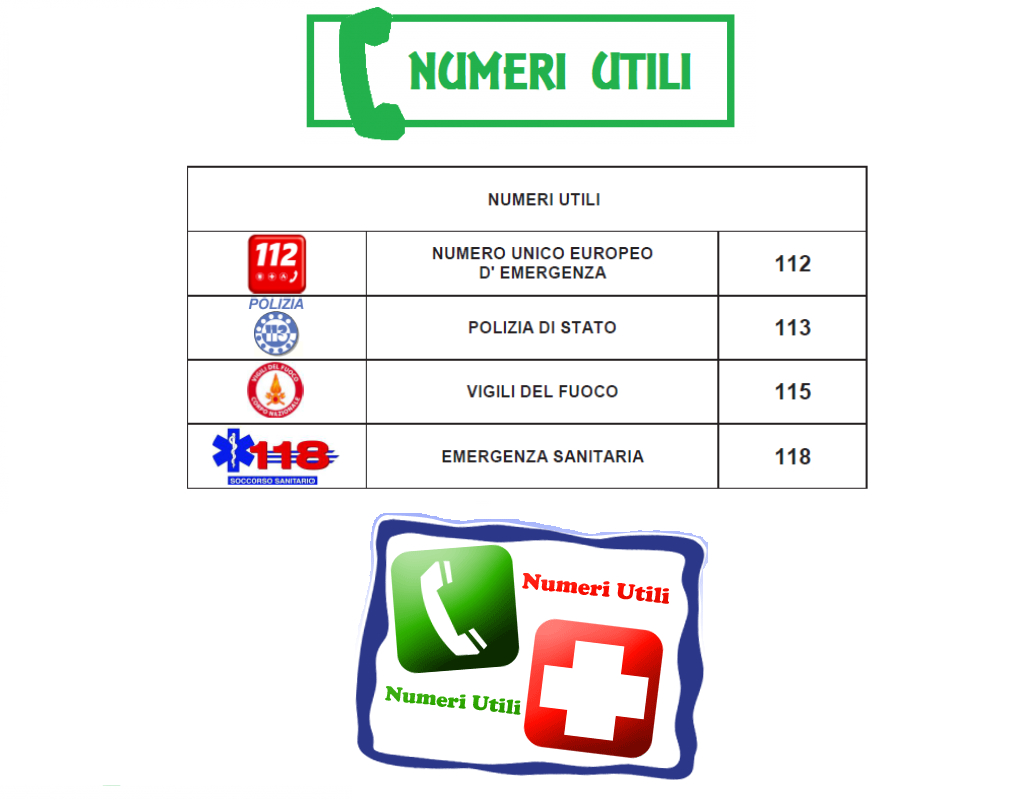 NUMERI UTILI
NUMERI UTILI
112
NUMERO UNICO EUROPEO
D' EMERGENZA
112
POLIZIA
113
POLIZIA DI STATO
113
VIGILI DEL FUOCO
CORPO NAZIONALE
VIGILI DEL FUOCO
115
118
SOCCORSO SANITARIO
EMERGENZA SANITARIA
118
Numeri Utili
Numeri Utili